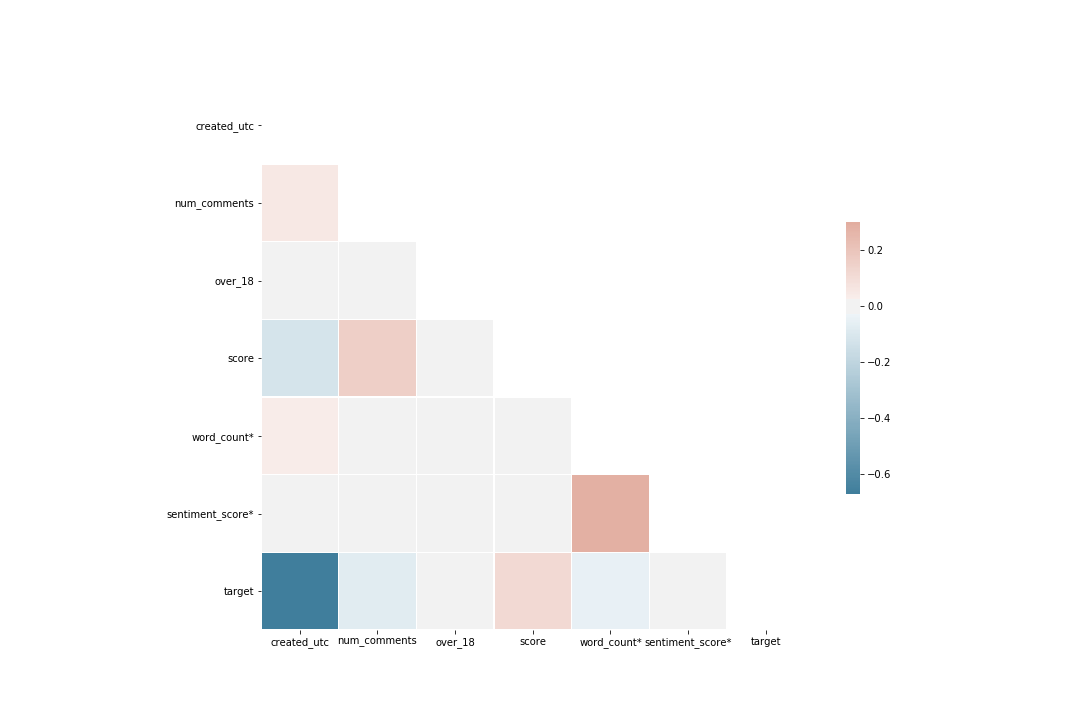 created_utc
num_comments
over_18
score
word_count*
sentiment_score*
target
created_utc num_comments over_18 score word_count* sentiment_score* target
0.2
0.0
−0.2
−0.4
−0.6